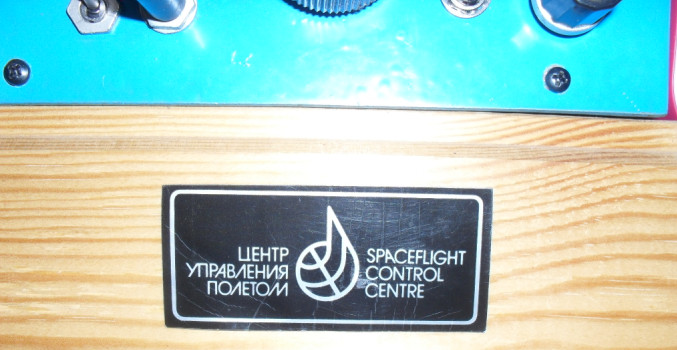 ЦЕНТР
УПРАВЛЕНИЯ
ПОЛЕТОМ
SPACEFLIGHT
CONTROL
CENTRE